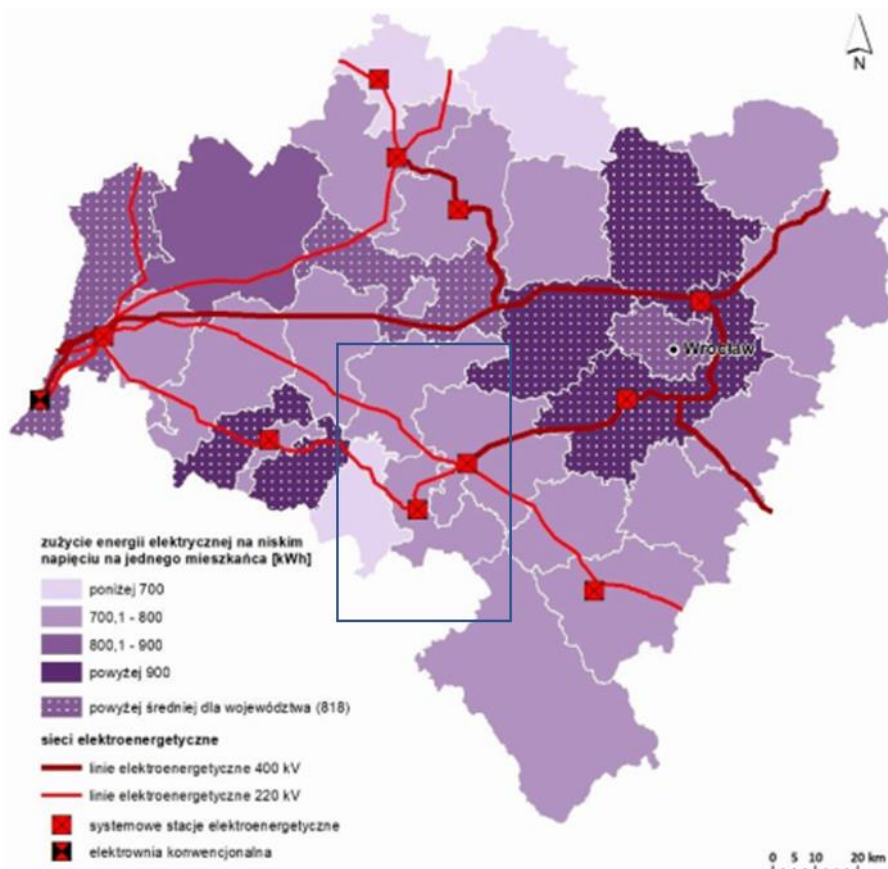 N
Wrocław
zużycie energii elektrycznej na niskim
napięciu na jednego mieszkańca [kWh]
poniżej 700
700,1 - 800
800,1 - 900
powyżej 900
powyżej średniej dla województwa (818)
sieci elektroenergetyczne
linie elektroenergetyczne 400 kV
linie elektroenergetyczne 220 kV
systemowe stacje elektroenergetyczne
elektrownia konwencjonalna
0 5 10 20 km